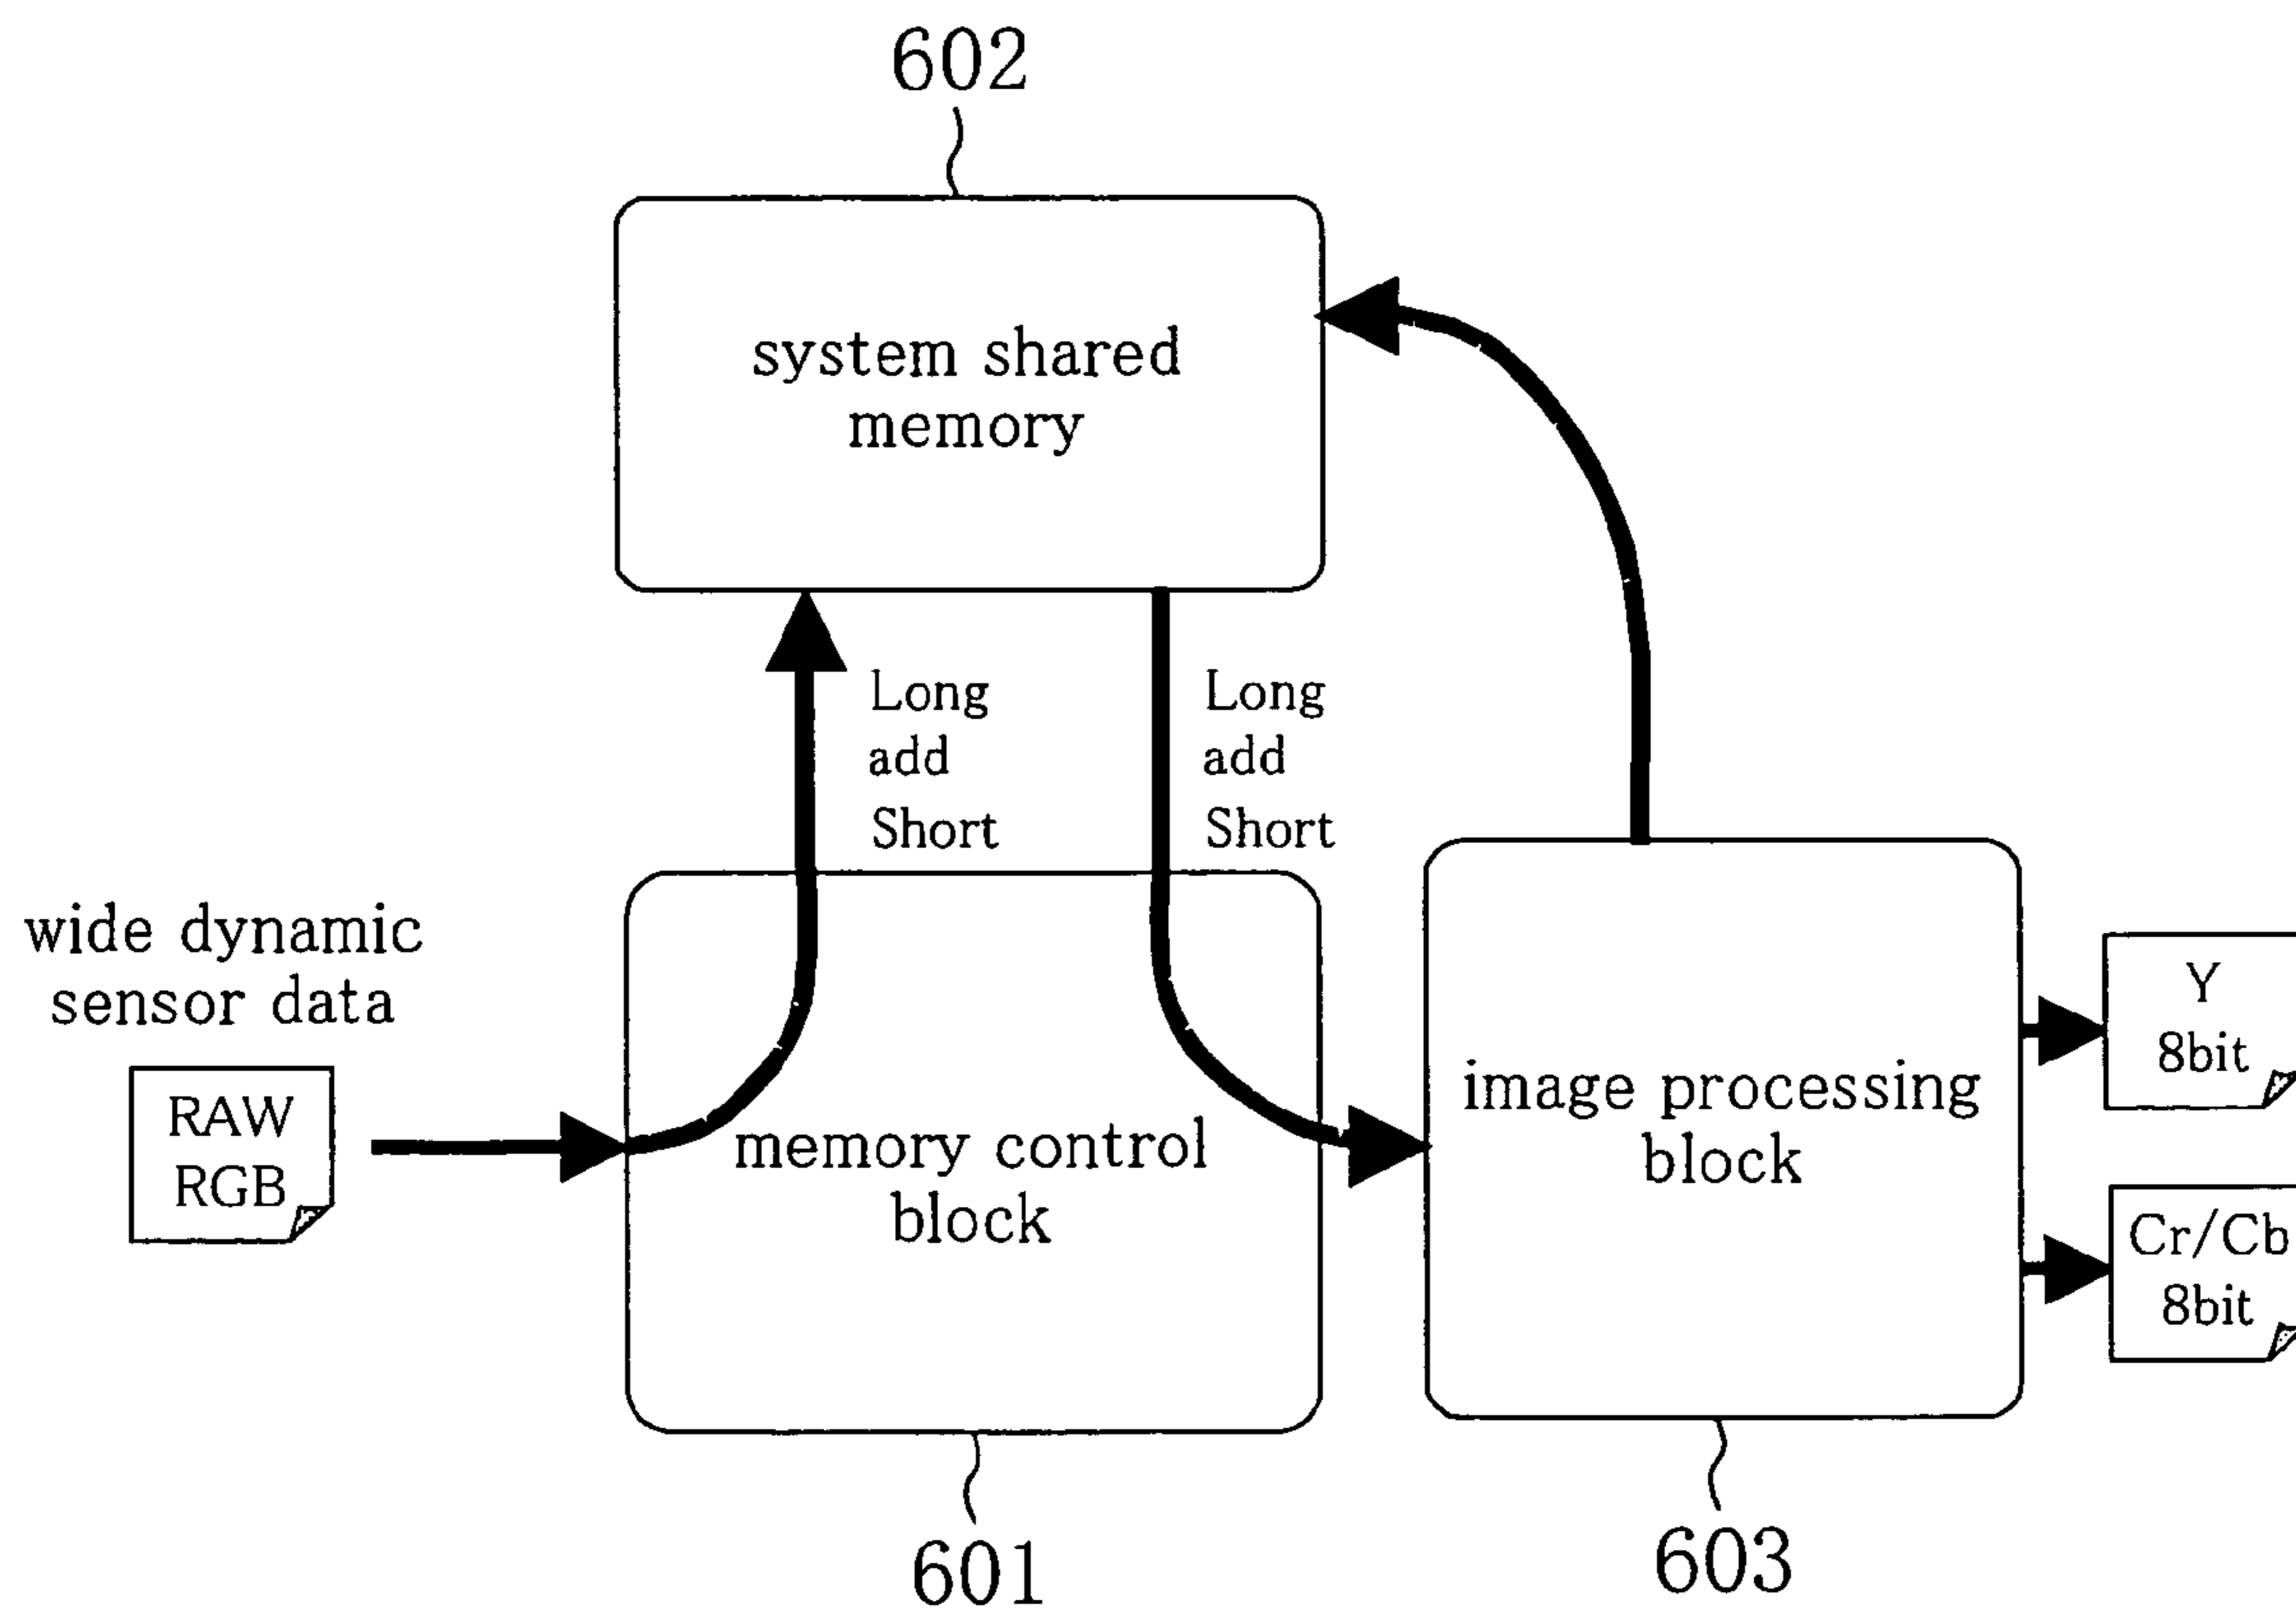 602
system shared
memory
Long
add
Short
Long
add
Short
wide dynamic
sensor data
RAW
RGB
memory control
block
image processing
block
Y
8bit
Cr/Cb
8bit
601
603